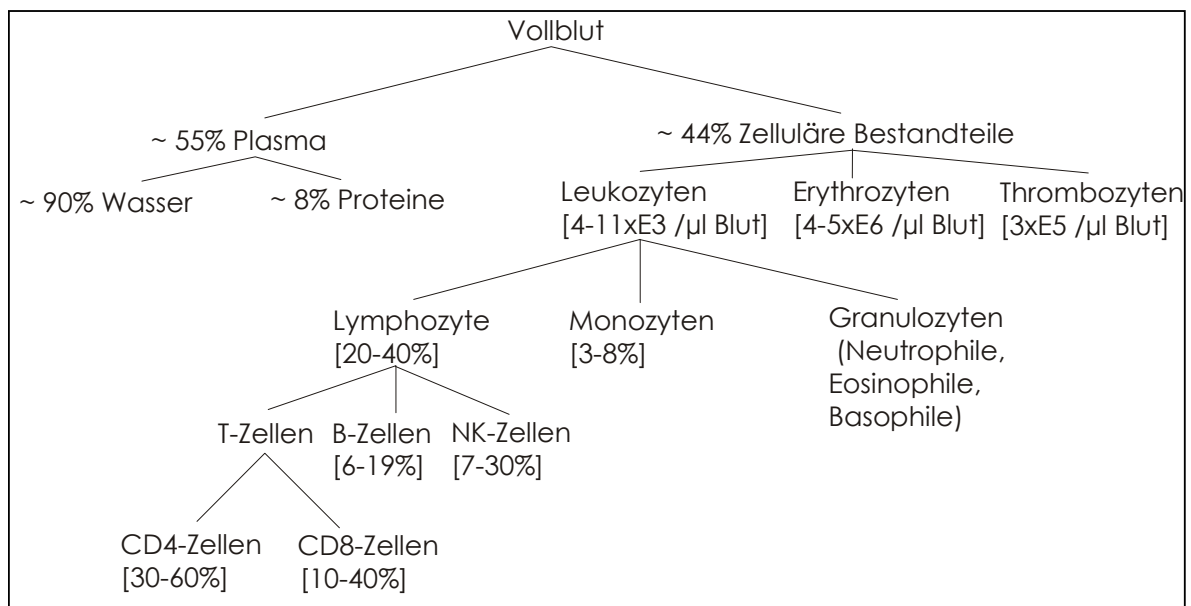 Vollblut
~ 55% Plasma
~ 44% Zelluläre Bestandteile
~ 90% Wasser
~ 8% Proteine
Leukozyten
[4-11xE3 /µl Blut]
Erythrozyten
[4-5xE6 /µl Blut]
Thrombozyten
[3xE5 /µl Blut]
Lymphozyte
[20-40%]
Monozyten
[3-8%]
Granulozyten
(Neutrophile,
Eosinophile,
Basophile)
T-Zellen
B-Zellen
[6-19%]
NK-Zellen
[7-30%]
CD4-Zellen
[30-60%]
CD8-Zellen
[10-40%]